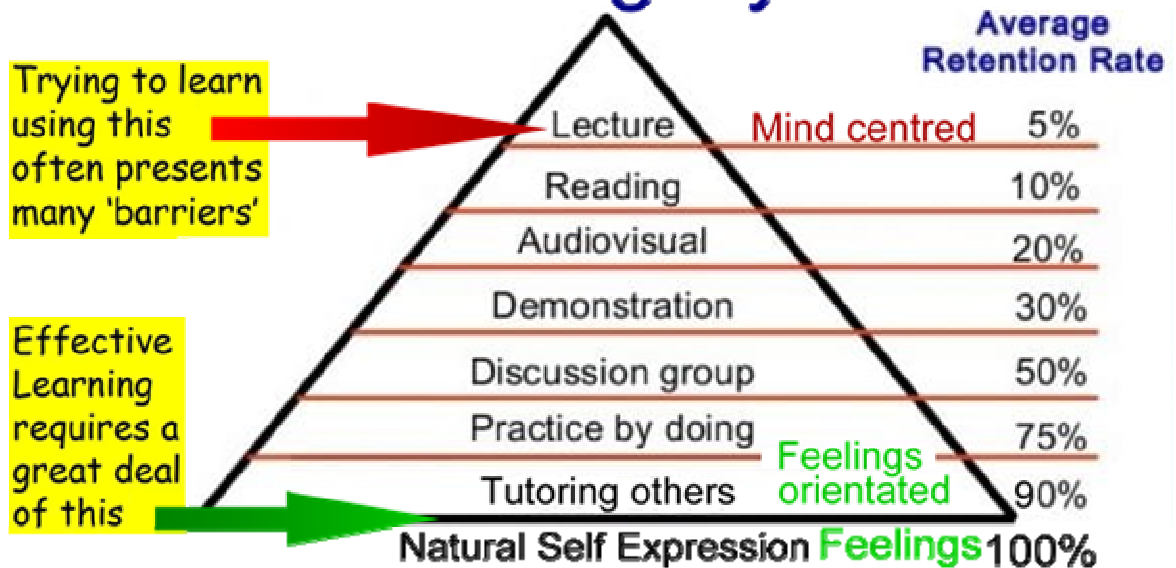 Average
Retention Rate
Trying to learn
using this
often presents
many ‘barriers’
Lecture Mind centred 5%
Reading 10%
Audiovisual 20%
Demonstration 30%
Discussion group 50%
Practice by doing 75%
Effective
Learning
requires a
great deal
of this
Feelings
orientated
Tutoring others 90%
Natural Self Expression Feelings 100%